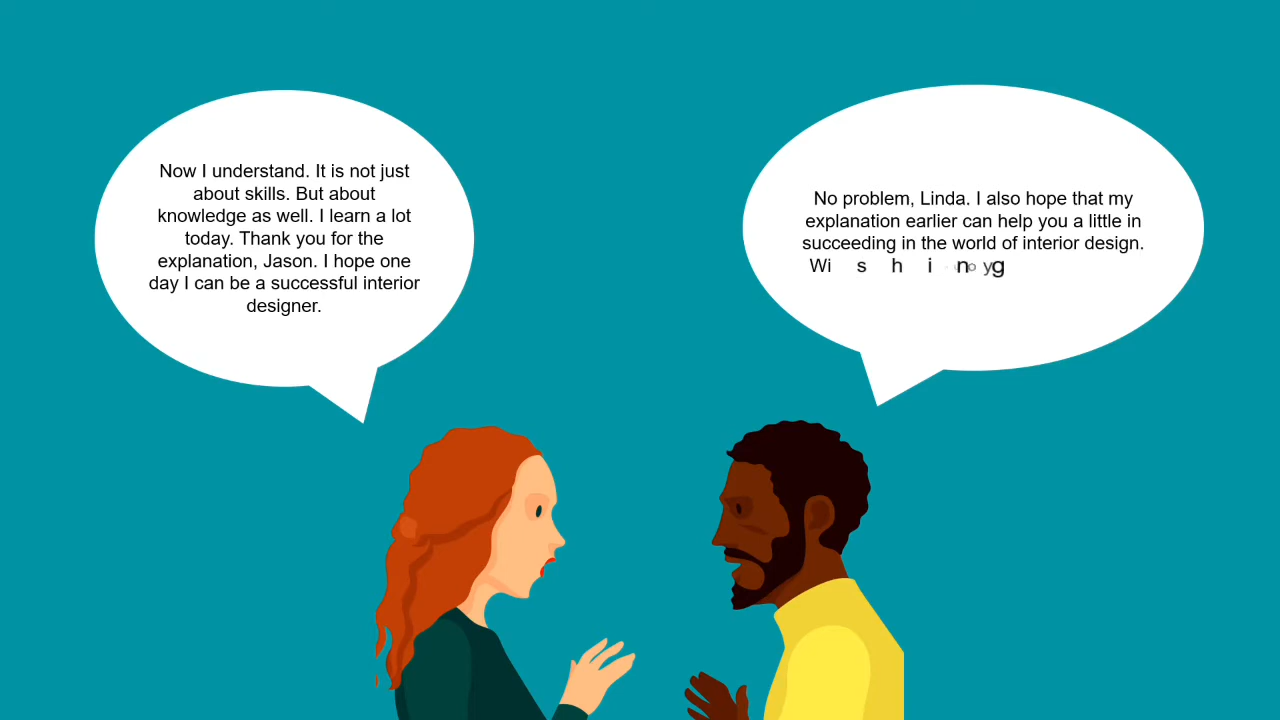 Now I understand. It is not just
about skills. But about
knowledge as well. I learn a lot
today. Thank you for the
explanation, Jason. I hope one
day I can be a successful interior
designer.
No problem, Linda. I also hope that my
explanation earlier can help you a little in
succeeding in the world of interior design.
Wishing